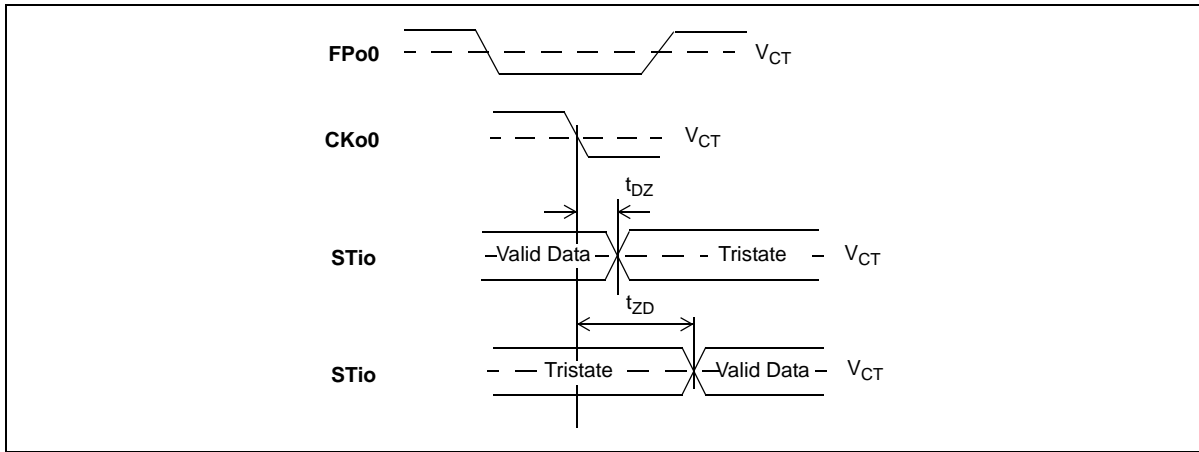 FPo0
V_CT
CKo0
V_CT
t_DZ
STio
Valid Data
Tristate
V_CT
t_ZD
STio
Tristate
Valid Data
V_CT